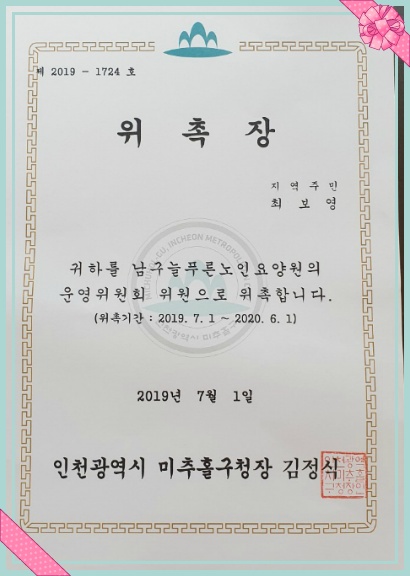 제 2019 - 1724 호
위 촉 장
지역주민
최보영
귀하를 남구늘푸른노인요양원의
운영위원회 위원으로 위촉합니다.
(위촉기간 : 2019. 7. 1 ~ 2020. 6. 1)
2019년 7월 1일
인천광역시 미추홀구청장 김정식